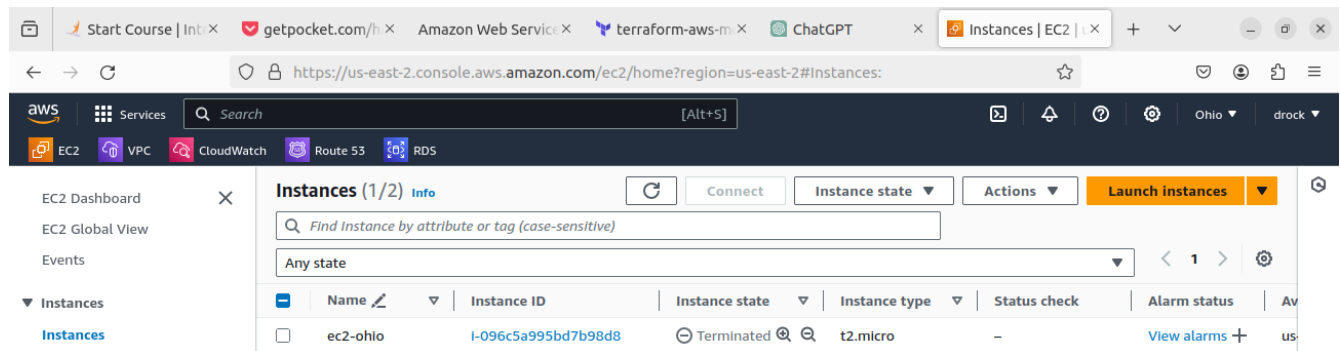 Start Course | Int
getpocket.com/h
Amazon Web Service
terraform-aws-m
ChatGPT
Instances | EC2 | u
https://us-east-2.console.aws.amazon.com/ec2/home?region=us-east-2#Instances:
aws Services Search [Alt+S] Ohio drock
EC2 VPC CloudWatch Route 53 RDS
EC2 Dashboard
EC2 Global View
Events
Instances
Instances
Instances (1/2) Info Connect Instance state Actions Launch instances
Find Instance by attribute or tag (case-sensitive)
Any state 1
Name Instance ID Instance state Instance type Status check Alarm status Av
ec2-ohio i-096c5a995bd7b98d8 Terminated t2.micro – View alarms + us-